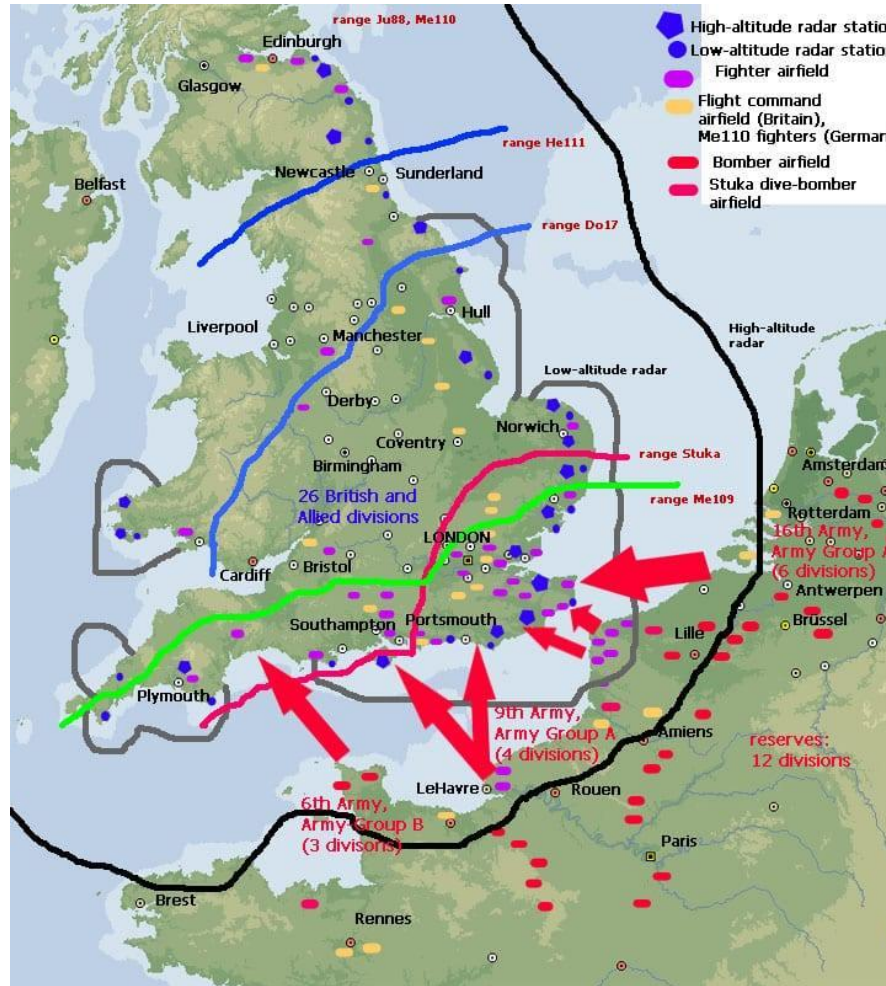 range Ju88, Me110
High-altitude radar statio
Low-altitude radar station
Fighter airfield
Flight command
airfield (Britain),
Me110 fighters (German
Bomber airfield
Stuka dive-bomber
airfield
Edinburgh
Glasgow
range He111
Newcastle
Sunderland
Belfast
range Do17
Liverpool
Hull
Manchester
High-altitude
radar
Low-altitude radar
Derby
Norwich
Coventry
Birmingham
range Stuka
Amsterdam
26 British and
Allied divisions
range Me109
Rotterdam
LONDON
16th Army,
Army Group A
(6 divisions)
Cardiff
Bristol
Antwerpen
Southampton
Portsmouth
Brüssel
Lille
Plymouth
9th Army,
Army Group A
(4 divisions)
Amiens
reserves:
12 divisions
LeHavre
Rouen
6th Army,
Army Group B
(3 divisons)
Paris
Brest
Rennes